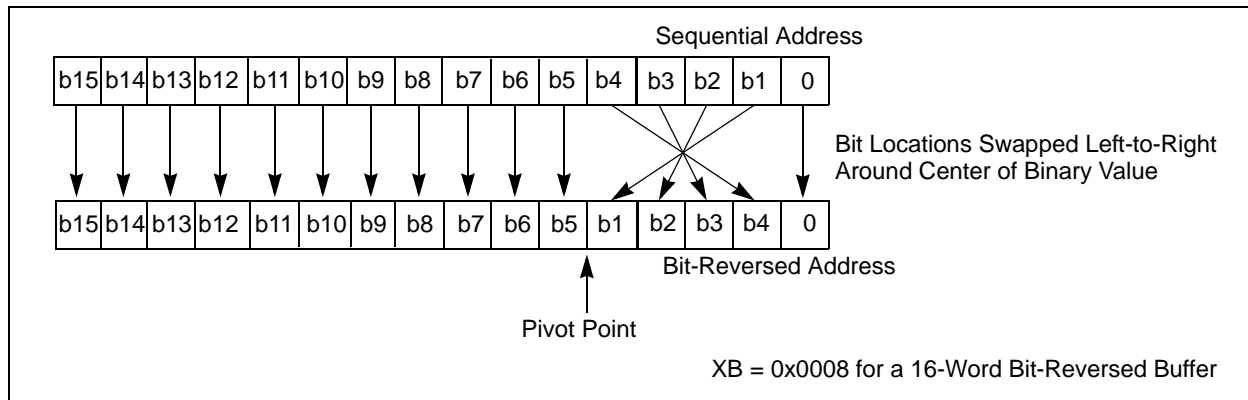 Sequential Address
b15 b14 b13 b12 b11 b10 b9 b8 b7 b6 b5 b4 b3 b2 b1 0
Bit Locations Swapped Left-to-Right
Around Center of Binary Value
b15 b14 b13 b12 b11 b10 b9 b8 b7 b6 b5 b1 b2 b3 b4 0
Bit-Reversed Address
Pivot Point
XB = 0x0008 for a 16-Word Bit-Reversed Buffer